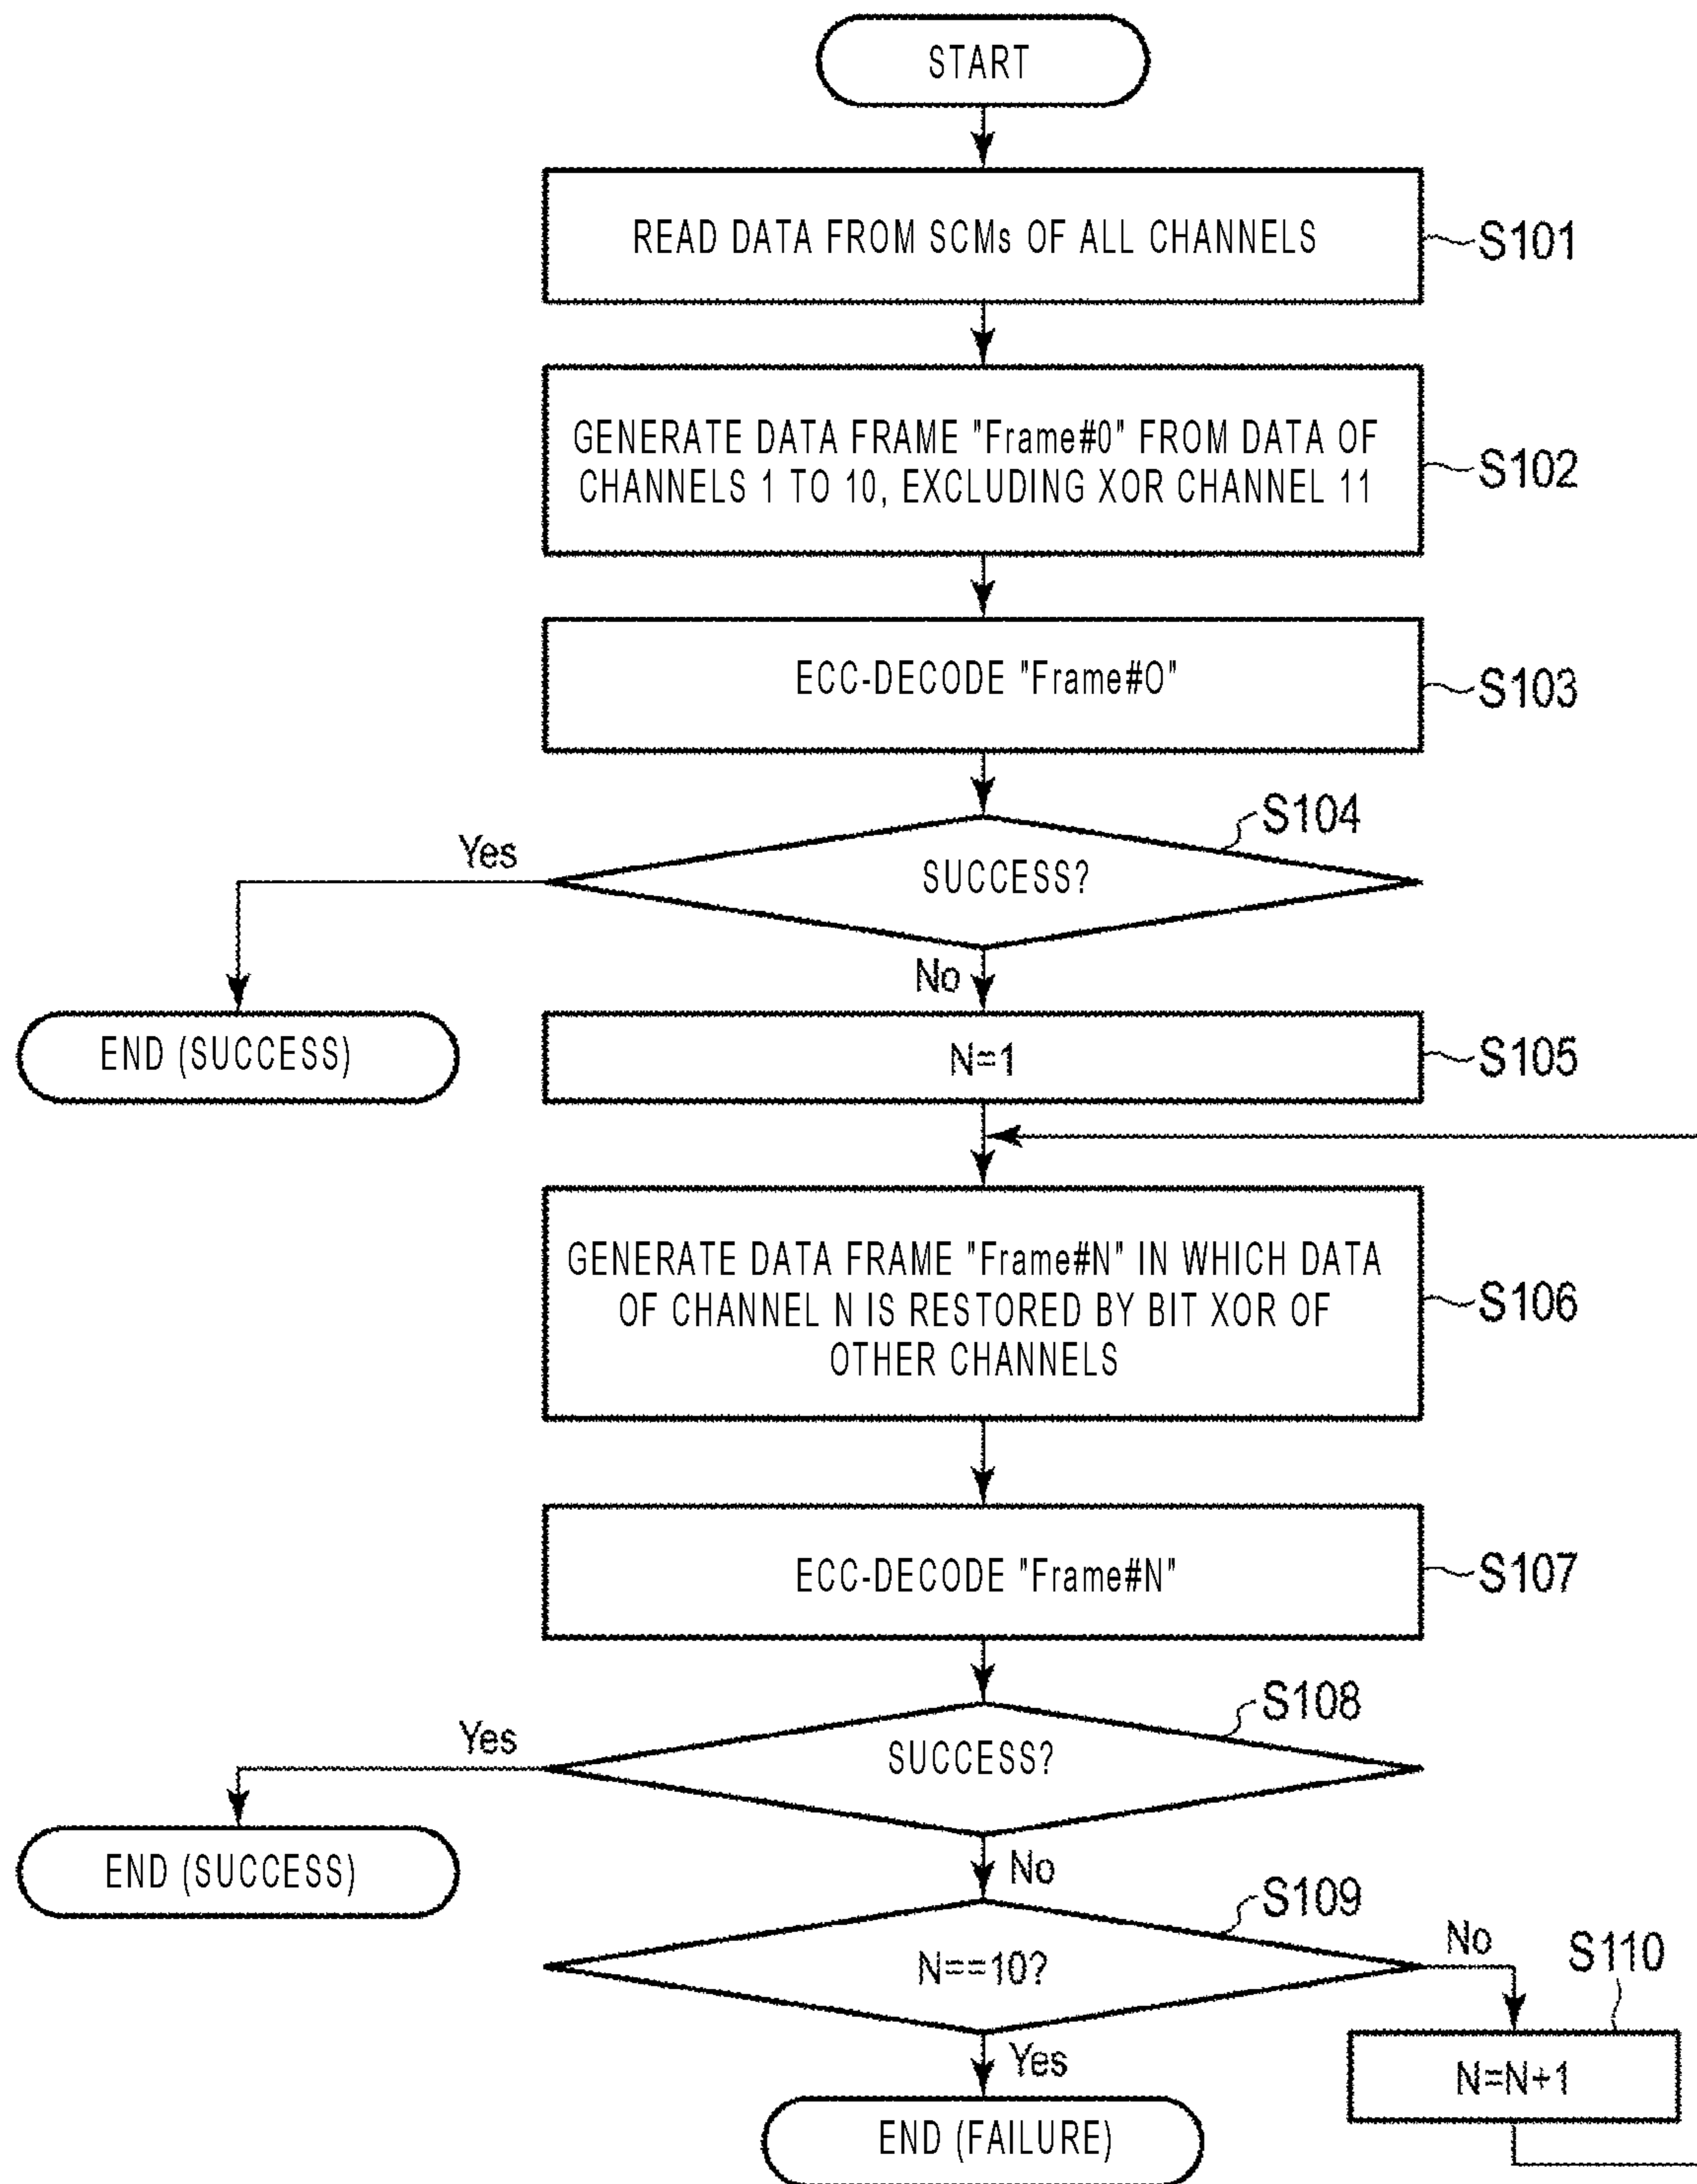 START
READ DATA FROM SCMs OF ALL CHANNELS
S101
GENERATE DATA FRAME "Frame#0" FROM DATA OF
CHANNELS 1 TO 10, EXCLUDING XOR CHANNEL 11
S102
ECC-DECODE "Frame#0"
S103
S104
Yes
SUCCESS?
No
END (SUCCESS)
N=1
S105
GENERATE DATA FRAME "Frame#N" IN WHICH DATA
OF CHANNEL N IS RESTORED BY BIT XOR OF
OTHER CHANNELS
S106
ECC-DECODE "Frame#N"
S107
S108
Yes
SUCCESS?
END (SUCCESS)
No
S109
N==10?
No
S110
Yes
N=N+1
END (FAILURE)